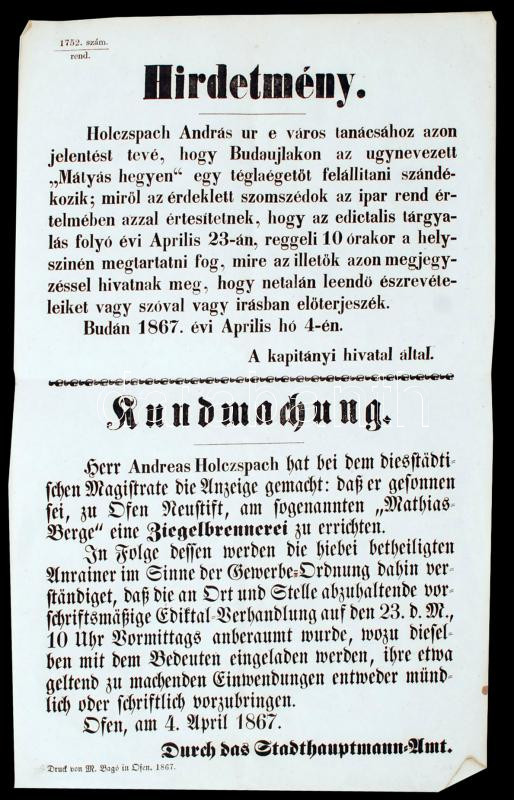 1752. szám.
rend.
Hirdetmény.
Holczspach András ur e város tanácsához azon
jelentést tevé, hogy Budaujlakon az ugynevezett
„Mátyás hegyen“ egy téglaégetőt felállitani szándé-
kozik; miről az érdeklett szomszédok az ipar rend ér-
telmében azzal értesítetnek, hogy az edictalis tárgya-
lás folyó évi Aprilis 23-án, reggeli 10 órakor a hely-
szinén megtartatni fog, mire az illetők azon megjegy-
zéssel hivatnak meg, hogy netalán leendő észrevéte-
leiket vagy szóval vagy irásban előterjeszék.
Budán 1867. évi Aprilis hó 4-én.
A kapitányi hivatal által.
Kundmachung.
Herr Andreas Holczspach hat bei dem diesstädti-
schen Magistrate die Anzeige gemacht: daß er gesonnen
sei, zu Ofen Neustift, am sogenannten „Mathias-
Berge“ eine Ziegelbrennerei zu errichten.
In Folge dessen werden die hiebei betheiligten
Anrainer im Sinne der Gewerbe-Ordnung dahin ver-
ständiget, daß die an Ort und Stelle abzuhaltende vor-
schriftsmäßige Ediktal-Verhandlung auf den 23. d. M.,
10 Uhr Vormittags anberaumt wurde, wozu diesel-
ben mit dem Bedeuten eingeladen werden, ihre etwa
geltend zu machenden Einwendungen entweder münd-
lich oder schriftlich vorzubringen.
Ofen, am 4. April 1867.
Durch das Stadthauptmann-Amt.
Druck von M. Bagó in Ofen. 1867.